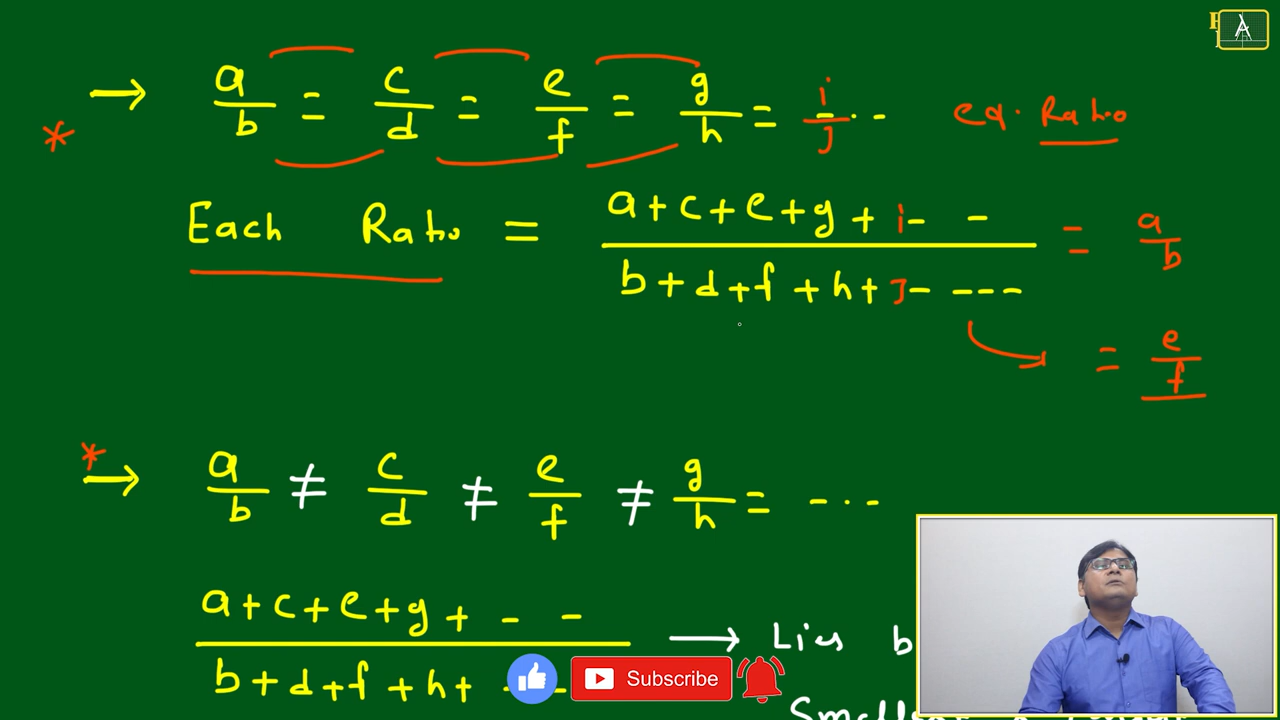 * → a/b = c/d = e/f = g/h = i/J ··- eq. Ratio
Each Ratio = a+c+e+g+i- - / b+d+f+h+J- --- = a/b
= e/f
* → a/b ≠ c/d ≠ e/f ≠ g/h = -··-
a+c+e+g+ - - / b+d+f+h+ - - → Lies
Subscribe